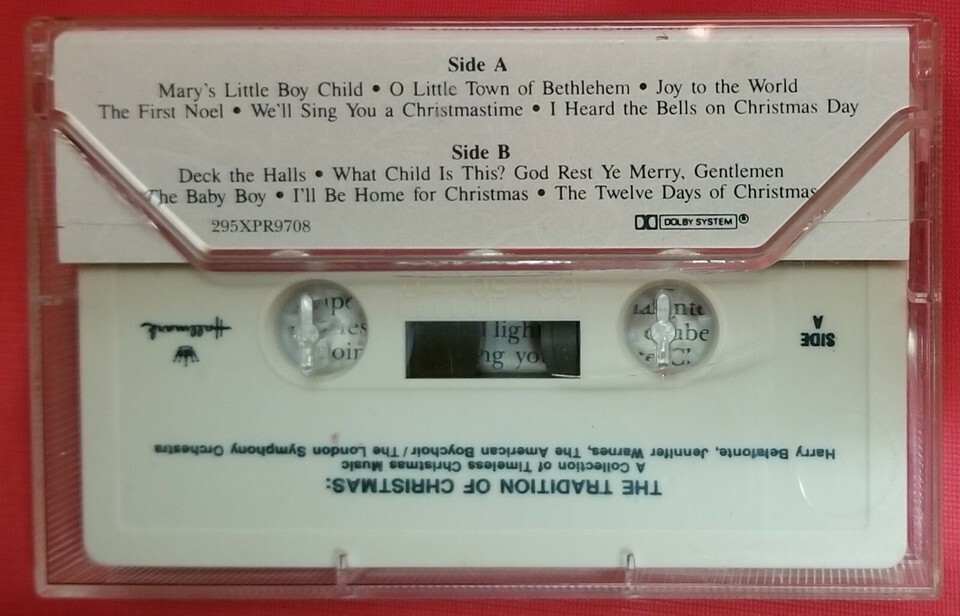 Side A
Mary's Little Boy Child • O Little Town of Bethlehem • Joy to the World
The First Noel • We'll Sing You a Christmastime • I Heard the Bells on Christmas Day
Side B
Deck the Halls • What Child Is This? God Rest Ye Merry, Gentlemen
The Baby Boy • I'll Be Home for Christmas • The Twelve Days of Christmas
295XPR9708
DOLBY SYSTEM®
THE TRADITION OF CHRISTMAS:
A Collection of Timeless Christmas Music
Harry Belafonte, Jennifer Warnes, The American Boychoir / The London Symphony Orchestra
SIDE
A
Hallmark
light